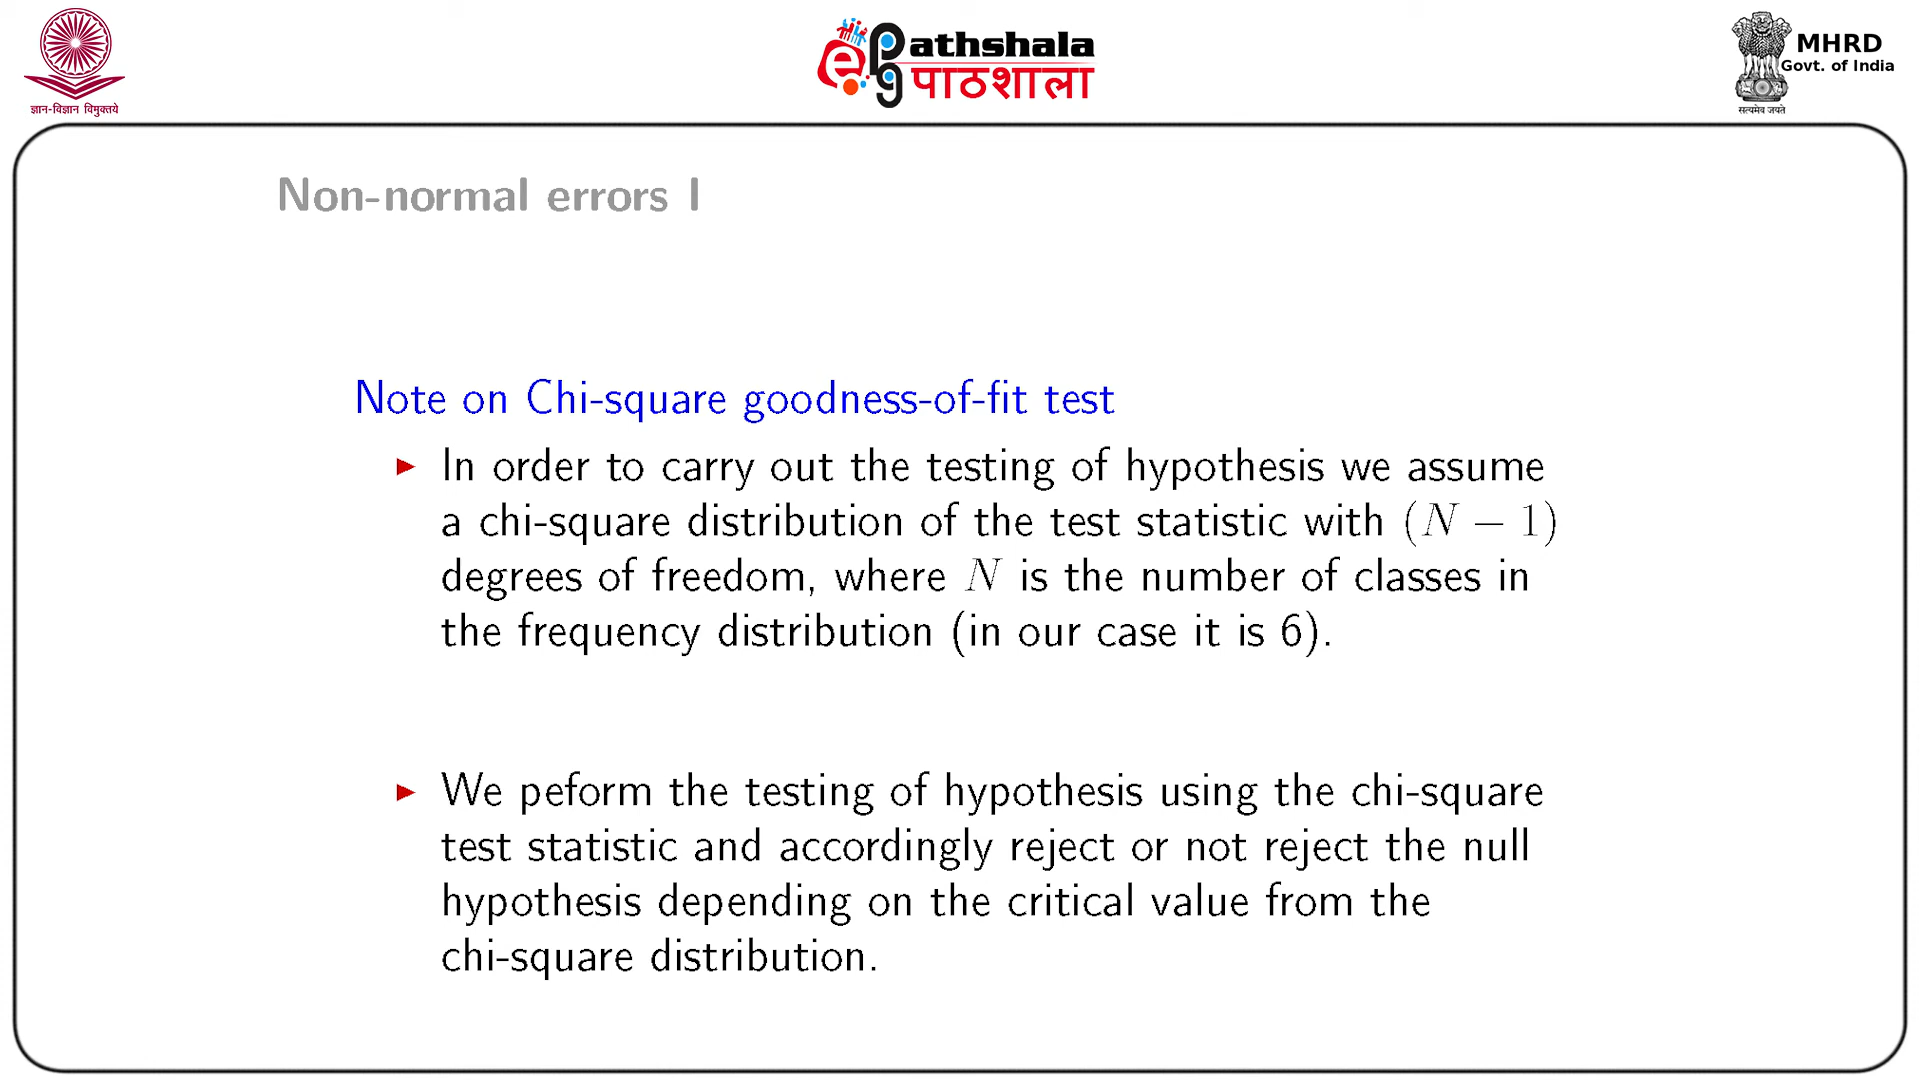 ज्ञान-विज्ञान विमुक्तये
ePG Pathshala
पाठशाला
MHRD
Govt. of India
सत्यमेव जयते
Non-normal errors I
Note on Chi-square goodness-of-fit test
▶ In order to carry out the testing of hypothesis we assume
a chi-square distribution of the test statistic with (N − 1)
degrees of freedom, where N is the number of classes in
the frequency distribution (in our case it is 6).
▶ We peform the testing of hypothesis using the chi-square
test statistic and accordingly reject or not reject the null
hypothesis depending on the critical value from the
chi-square distribution.